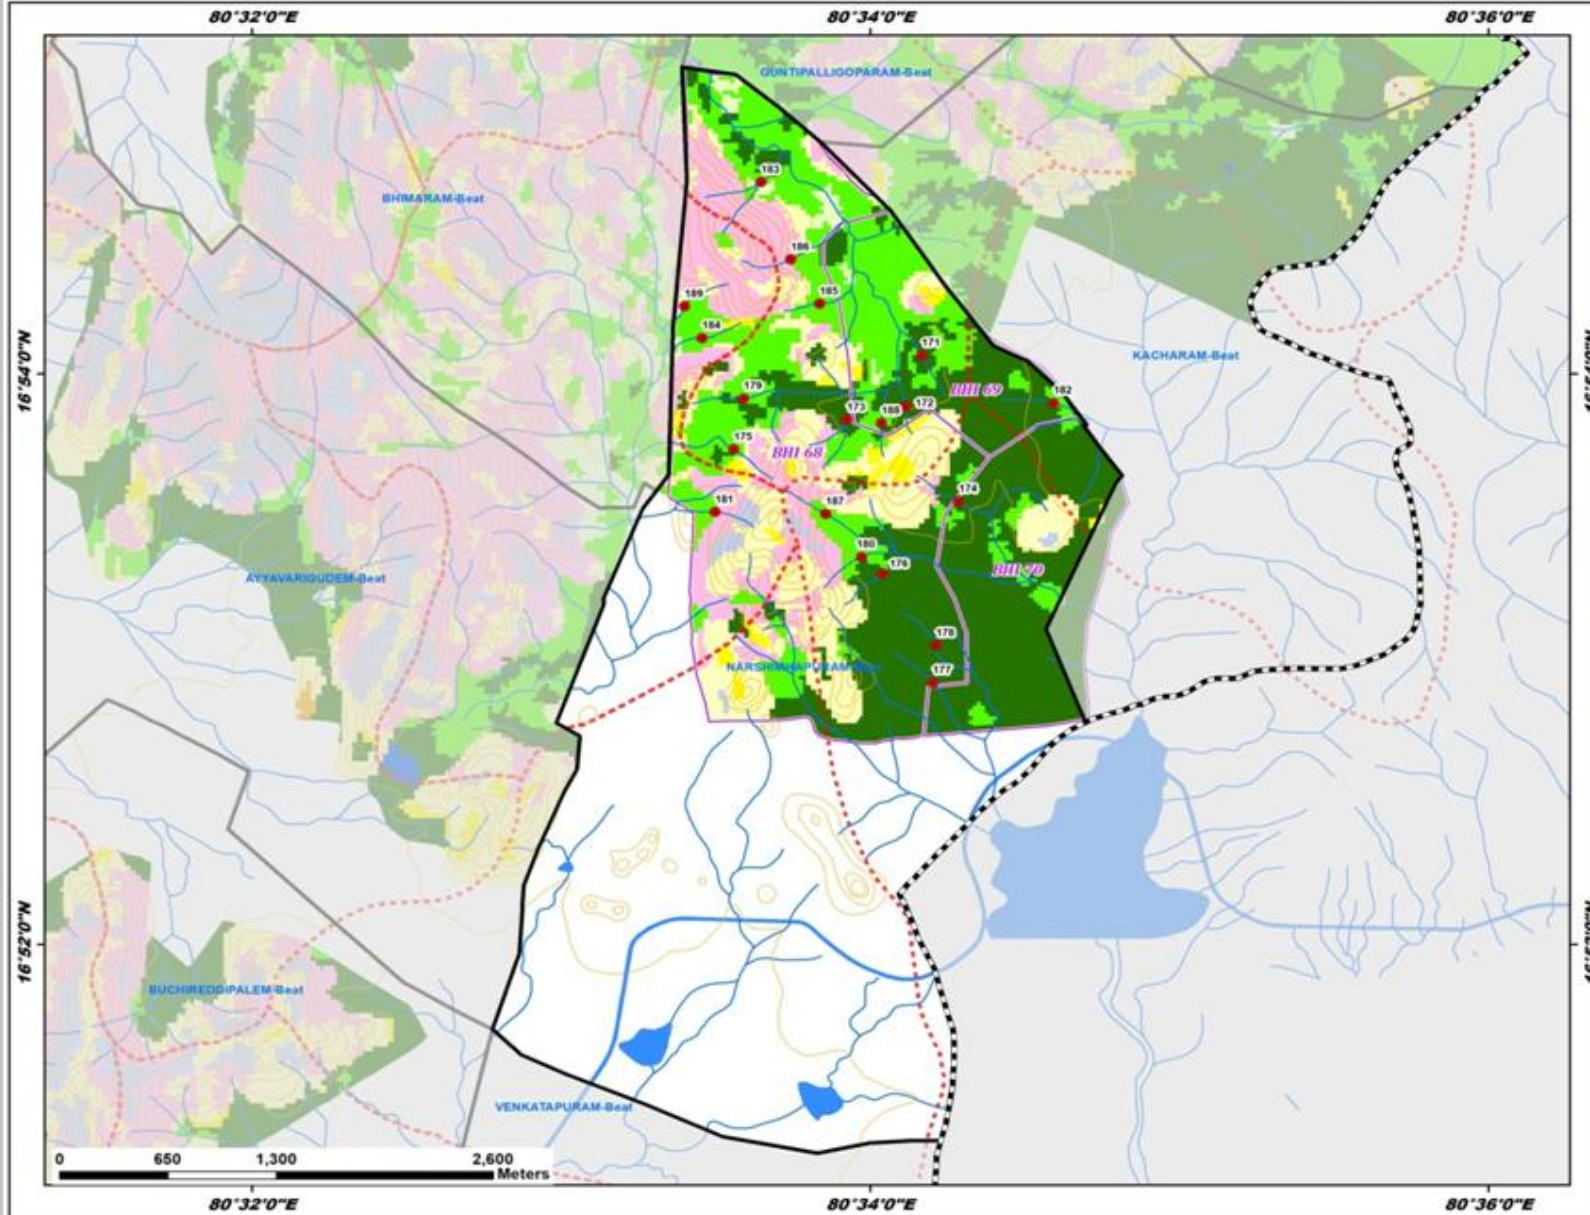 80°32'0"E
80°34'0"E
80°36'0"E
GUNTIPALLIGOPARAM-Beat
183
BHIMARAM-Beat
186
189
185
184
171
KACHARAM-Beat
16°54'0"N
179
BHI 69
182
173
188
172
175
BHI 68
174
181
187
180
176
BHI 70
AYYAVARIGUDEM-Beat
178
177
16°52'0"N
BUCHIREDDIPALEM-Beat
VENKATAPURAM-Beat
0
650
1,300
2,600
Meters
80°32'0"E
80°34'0"E
80°36'0"E